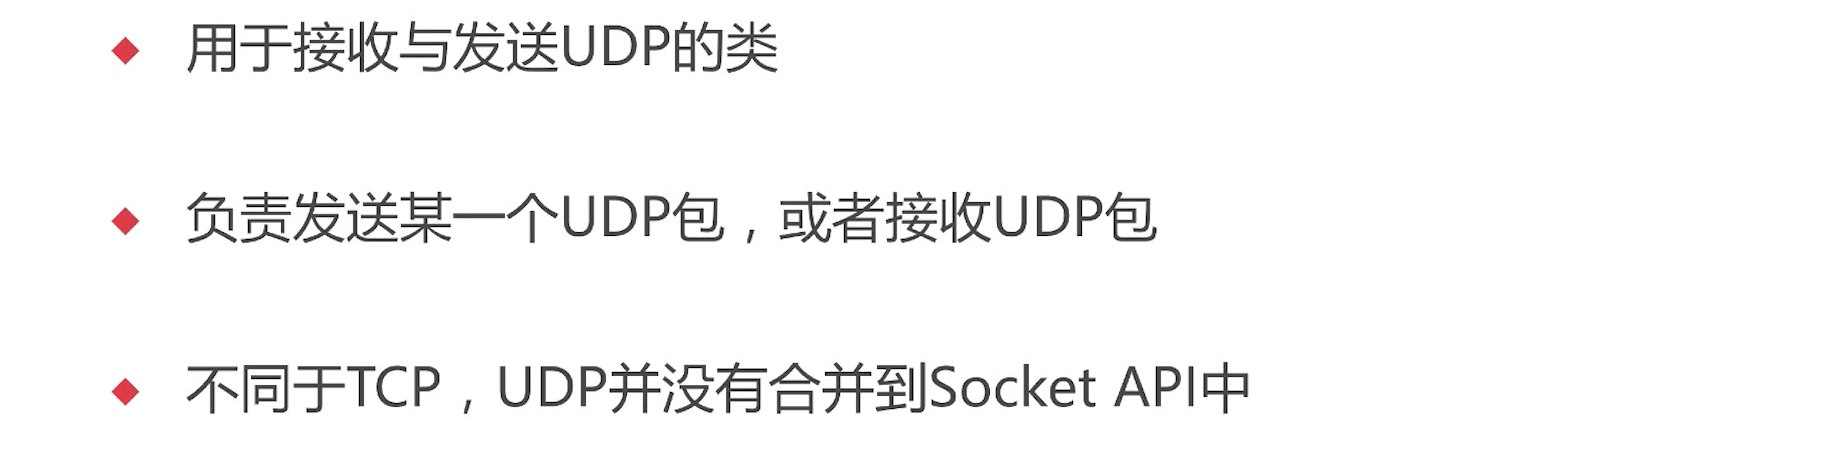 用于接收与发送UDP的类
负责发送某一个UDP包，或者接收UDP包
不同于TCP，UDP并没有合并到Socket API中